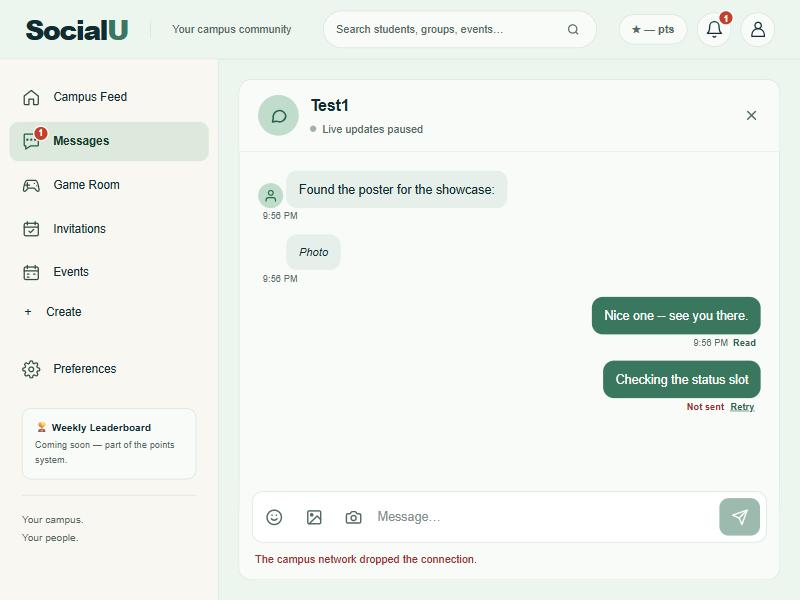 SocialU
Your campus community
Search students, groups, events…
★ — pts
1
Campus Feed
Messages
1
Game Room
Invitations
Events
+ Create
Preferences
Weekly Leaderboard
Coming soon — part of the points
system.
Your campus.
Your people.
Test1
Live updates paused
Found the poster for the showcase:
9:56 PM
Photo
9:56 PM
Nice one – see you there.
9:56 PM Read
Checking the status slot
Not sent Retry
Message…
The campus network dropped the connection.